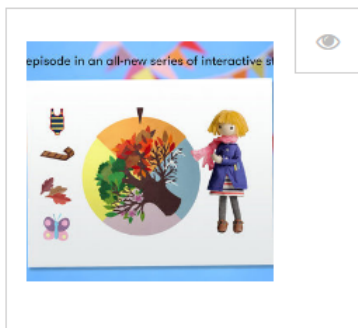 episode in an all-new series of interactive st